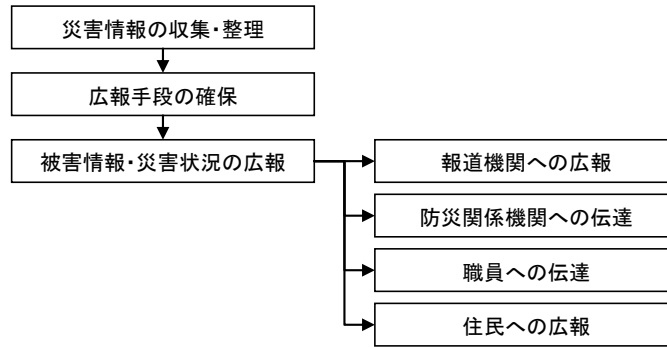 災害情報の収集・整理
広報手段の確保
被害情報・災害状況の広報
報道機関への広報
防災関係機関への伝達
職員への伝達
住民への広報